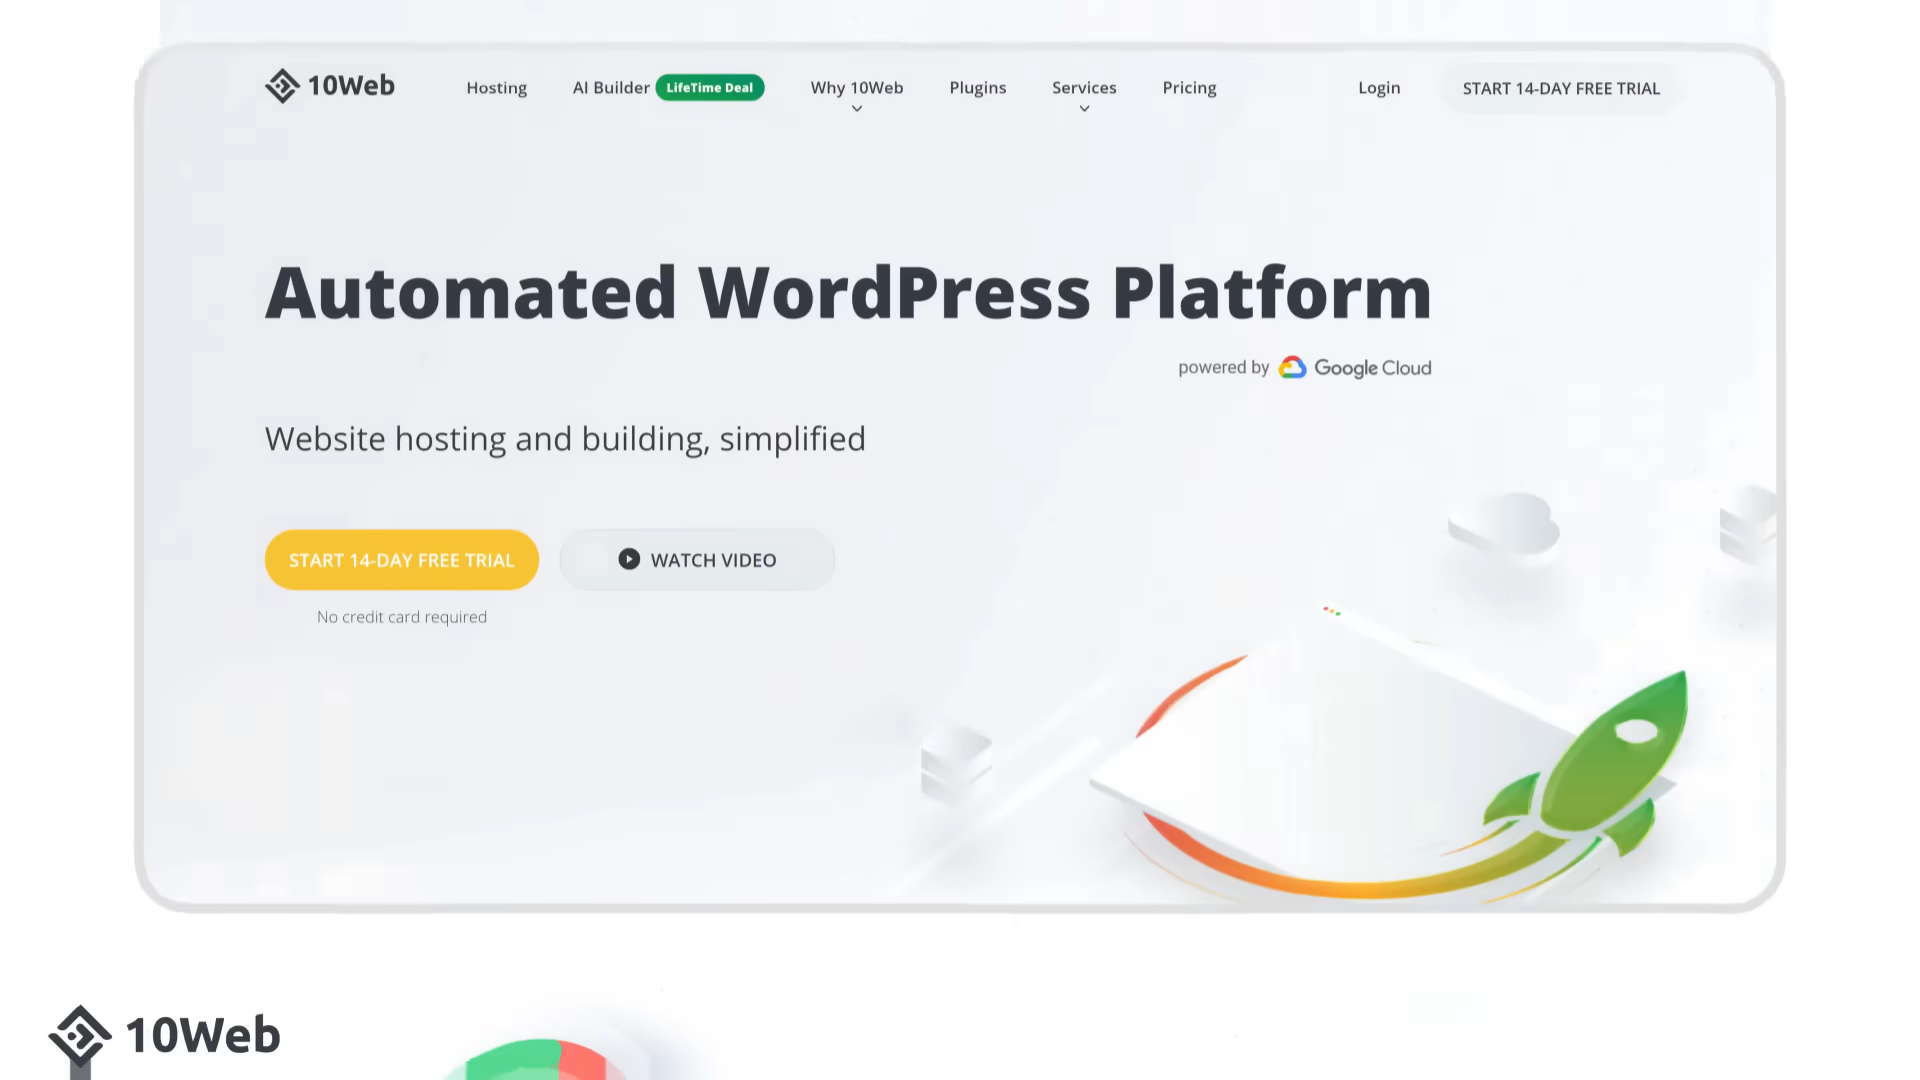 10Web Hosting AI Builder LifeTime Deal Why 10Web Plugins Services Pricing Login START 14-DAY FREE TRIAL
Automated WordPress Platform
powered by Google Cloud
Website hosting and building, simplified
START 14-DAY FREE TRIAL WATCH VIDEO
No credit card required
10Web